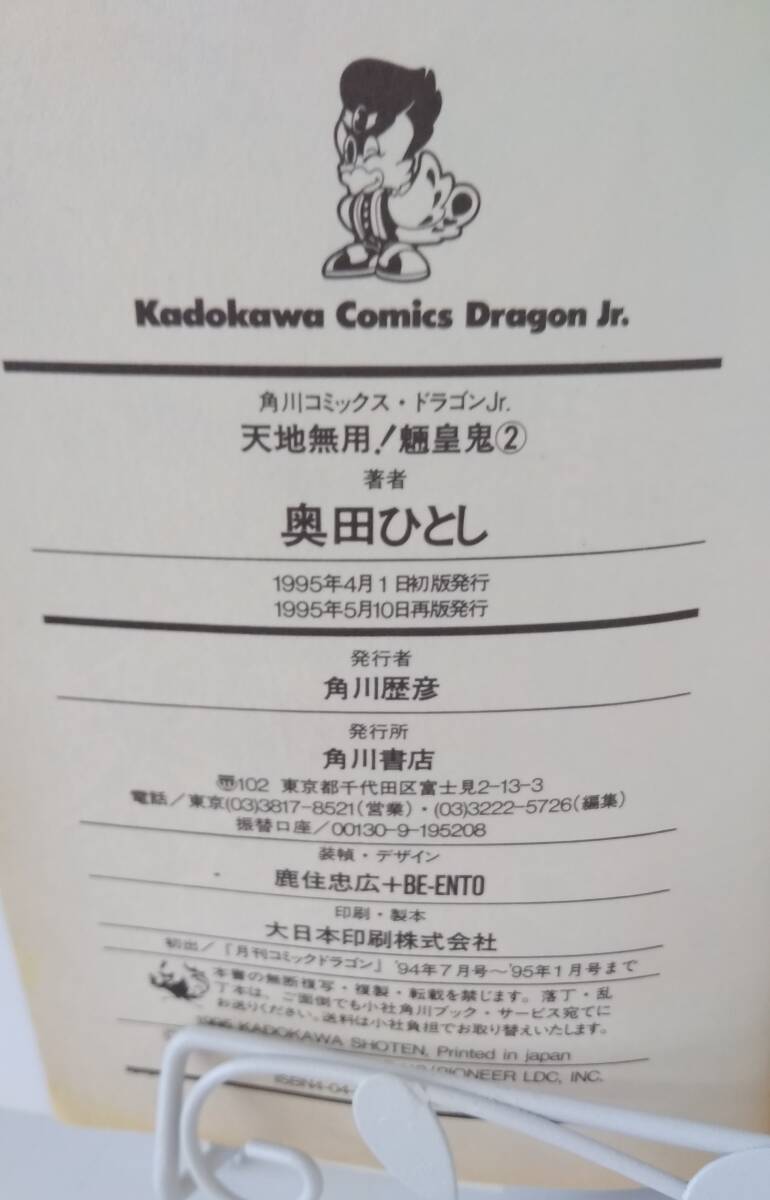 Kadokawa Comics Dragon Jr.
角川コミックス・ドラゴンJr.
天地無用!魎皇鬼②
著者
奥田ひとし
1995年4月1日初版発行
1995年5月10日再版発行
発行者
角川歴彦
発行所
角川書店
〒102 東京都千代田区富士見2-13-3
電話/東京(03)3817-8521(営業)・(03)3222-5726(編集)
振替口座/00130-9-195208
装幀・デザイン
鹿住忠広+BE-ENTO
印刷・製本
大日本印刷株式会社
初出/『月刊コミックドラゴン』'94年7月号〜'95年1月号まで
本書の無断複写・複製・転載を禁じます。落丁・乱
丁本は、ご面倒でも小社角川ブック・サービス宛てに
お送りください。送料は小社負担でお取り替えいたします。
1995 KADOKAWA SHOTEN, Printed in japan
PIONEER LDC, INC.
ISBN4-04-